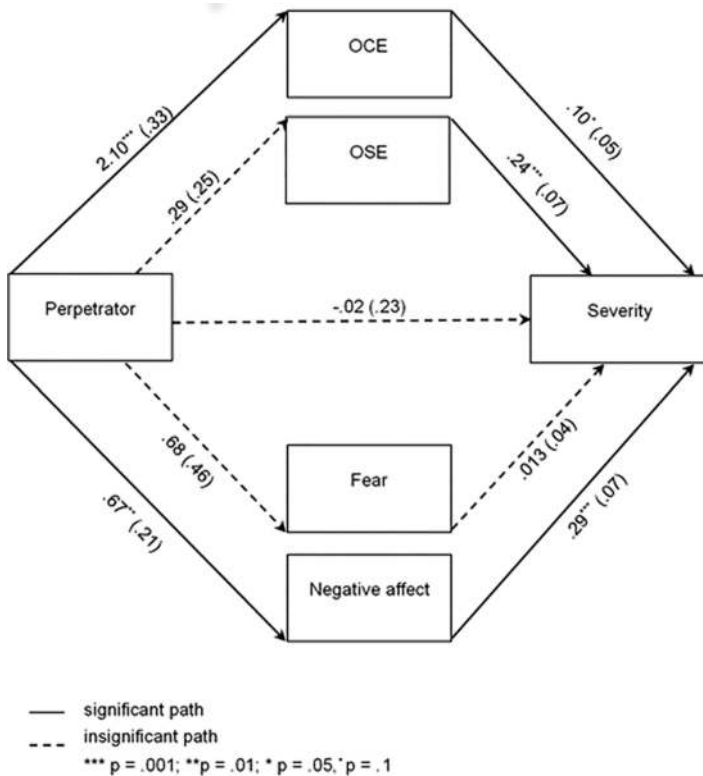 OCE
2.10*** (.33)
.10* (.05)
OSE
.29 (.25)
.24*** (.07)
Perpetrator
-.02 (.23)
Severity
.68 (.46)
Fear
.013 (.04)
.67** (.21)
Negative affect
.29*** (.07)
significant path
insignificant path
*** p = .001; **p = .01; * p = .05,*p = .1